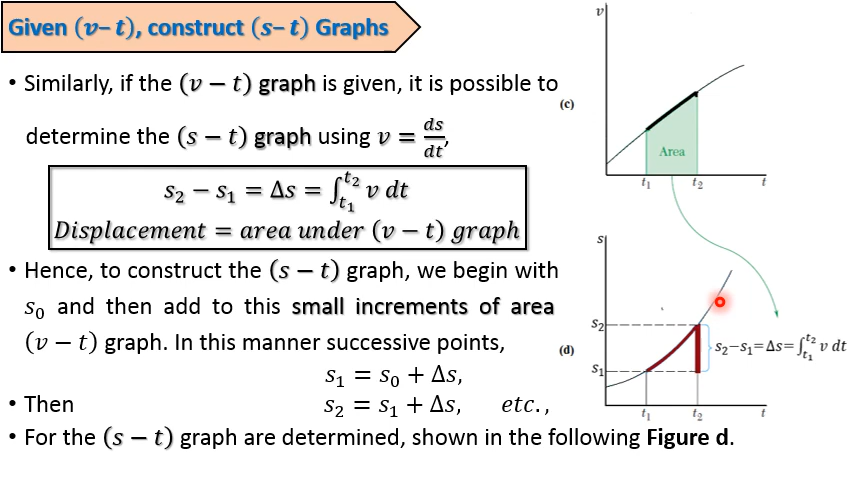 Given (v– t), construct (s– t) Graphs
• Similarly, if the (v − t) graph is given, it is possible to
determine the (s − t) graph using v = ds/dt,
s₂ − s₁ = Δs = ∫ₜ₁ᵗ² v dt
Displacement = area under (v − t) graph
• Hence, to construct the (s − t) graph, we begin with
s₀ and then add to this small increments of area
(v − t) graph. In this manner successive points,
s₁ = s₀ + Δs,
• Then s₂ = s₁ + Δs, etc.,
• For the (s − t) graph are determined, shown in the following Figure d.
v
(c)
Area
t₁ t₂ t
s
s₂
(d)
s₂−s₁=Δs=∫ₜ₁ᵗ² v dt
s₁
t₁ t₂ t